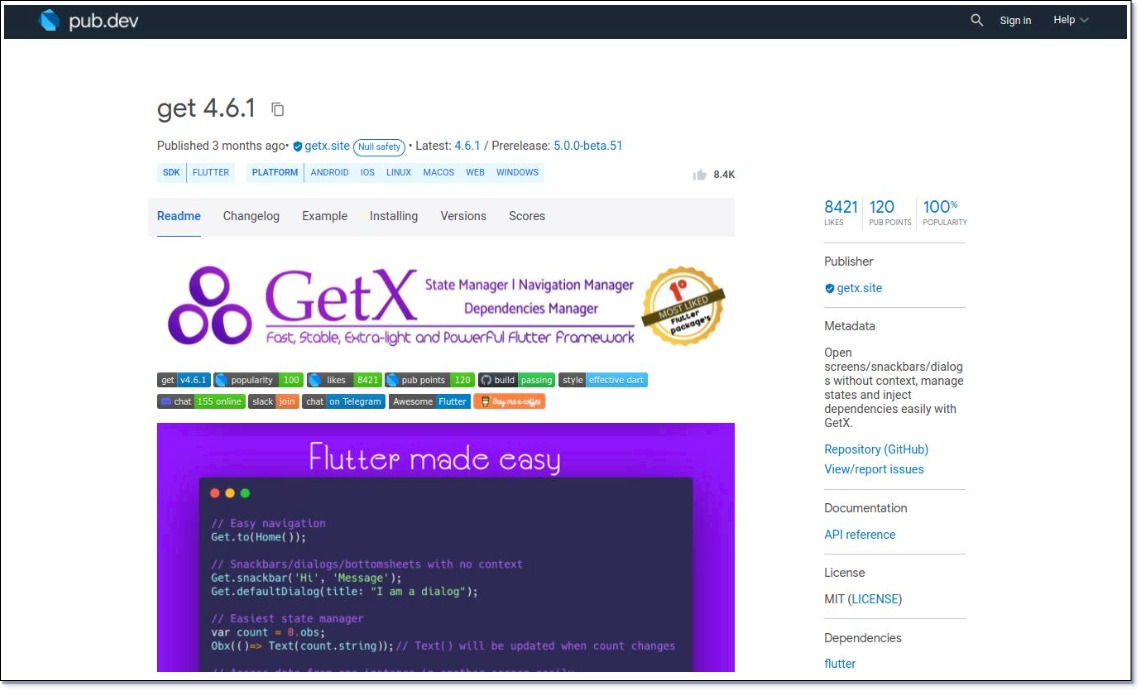 pub.dev
Sign in
Help
get 4.6.1
Published 3 months ago• getx.site Null safety • Latest: 4.6.1 / Prerelease: 5.0.0-beta.51
SDK FLUTTER PLATFORM ANDROID IOS LINUX MACOS WEB WINDOWS
8.4K
Readme Changelog Example Installing Versions Scores
GetX
State Manager | Navigation Manager
Dependencies Manager
Fast, Stable, Extra-light and Powerful Flutter Framework
1º
MOST LIKED
Flutter
package's
get v4.6.1 popularity 100 likes 8421 pub points 120 build passing style effective dart
chat 155 online slack join chat on Telegram Awesome Flutter Buy me a coffee
Flutter made easy
// Easy navigation
Get.to(Home());
// Snackbars/dialogs/bottomsheets with no context
Get.snackbar('Hi', 'Message');
Get.defaultDialog(title: "I am a dialog");
// Easiest state manager
var count = 0.obs;
Obx(()=> Text(count.string)); // Text() will be updated when count changes
8421 120 100%
LIKES PUB POINTS POPULARITY
Publisher
getx.site
Metadata
Open
screens/snackbars/dialog
s without context, manage
states and inject
dependencies easily with
GetX.
Repository (GitHub)
View/report issues
Documentation
API reference
License
MIT (LICENSE)
Dependencies
flutter